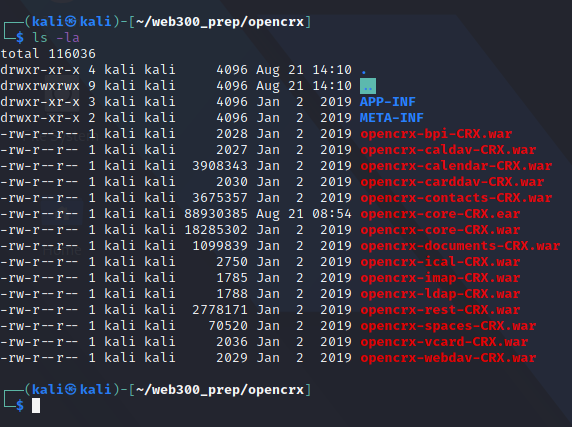 ┌──(kali㉿kali)-[~/web300_prep/opencrx]
└─$ ls -la
total 116036
drwxr-xr-x 4 kali kali     4096 Aug 21 14:10 .
drwxrwxrwx 9 kali kali     4096 Aug 21 14:10 ..
drwxr-xr-x 3 kali kali     4096 Jan  2  2019 APP-INF
drwxr-xr-x 2 kali kali     4096 Jan  2  2019 META-INF
-rw-r--r-- 1 kali kali     2028 Jan  2  2019 opencrx-bpi-CRX.war
-rw-r--r-- 1 kali kali     2027 Jan  2  2019 opencrx-caldav-CRX.war
-rw-r--r-- 1 kali kali  3908343 Jan  2  2019 opencrx-calendar-CRX.war
-rw-r--r-- 1 kali kali     2030 Jan  2  2019 opencrx-carddav-CRX.war
-rw-r--r-- 1 kali kali  3675357 Jan  2  2019 opencrx-contacts-CRX.war
-rw-r--r-- 1 kali kali 88930385 Aug 21 08:54 opencrx-core-CRX.ear
-rw-r--r-- 1 kali kali 18285302 Jan  2  2019 opencrx-core-CRX.war
-rw-r--r-- 1 kali kali  1099839 Jan  2  2019 opencrx-documents-CRX.war
-rw-r--r-- 1 kali kali     2750 Jan  2  2019 opencrx-ical-CRX.war
-rw-r--r-- 1 kali kali     1785 Jan  2  2019 opencrx-imap-CRX.war
-rw-r--r-- 1 kali kali     1788 Jan  2  2019 opencrx-ldap-CRX.war
-rw-r--r-- 1 kali kali  2778171 Jan  2  2019 opencrx-rest-CRX.war
-rw-r--r-- 1 kali kali    70520 Jan  2  2019 opencrx-spaces-CRX.war
-rw-r--r-- 1 kali kali     2036 Jan  2  2019 opencrx-vcard-CRX.war
-rw-r--r-- 1 kali kali     2029 Jan  2  2019 opencrx-webdav-CRX.war
┌──(kali㉿kali)-[~/web300_prep/opencrx]
└─$